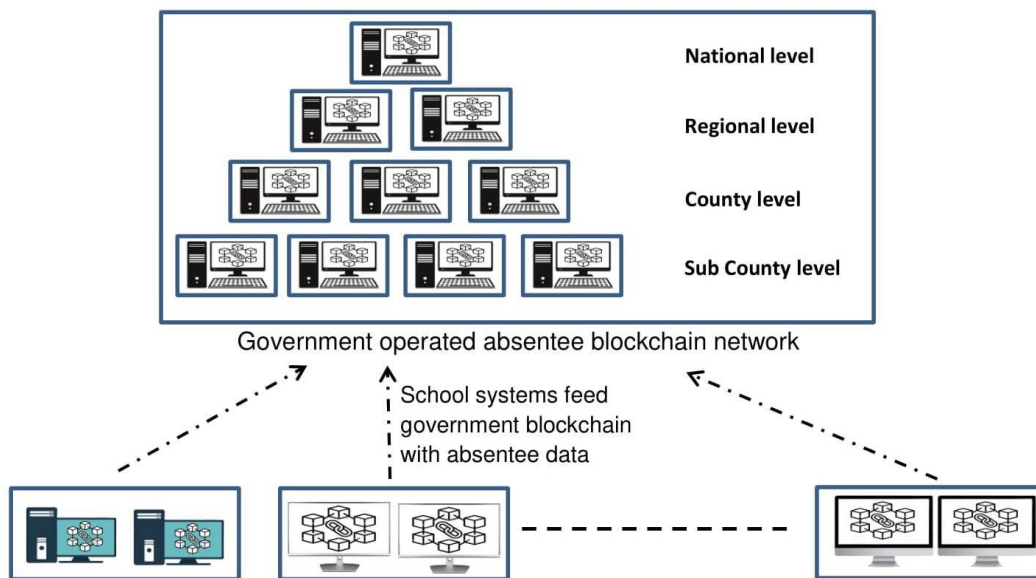 National level
Regional level
County level
Sub County level
Government operated absentee blockchain network
School systems feed
government blockchain
with absentee data